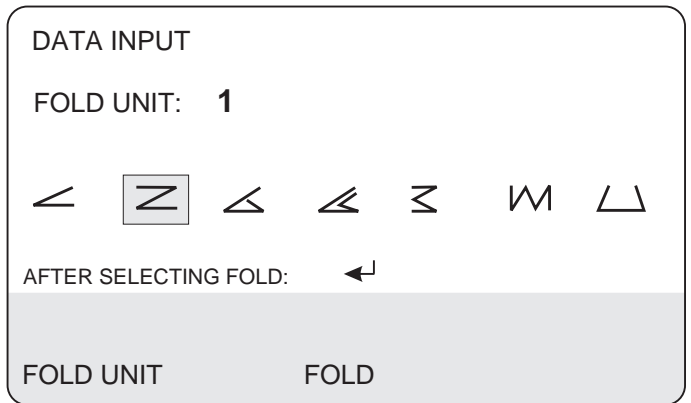 DATA INPUT
FOLD UNIT: 1
AFTER SELECTING FOLD:
FOLD UNIT FOLD